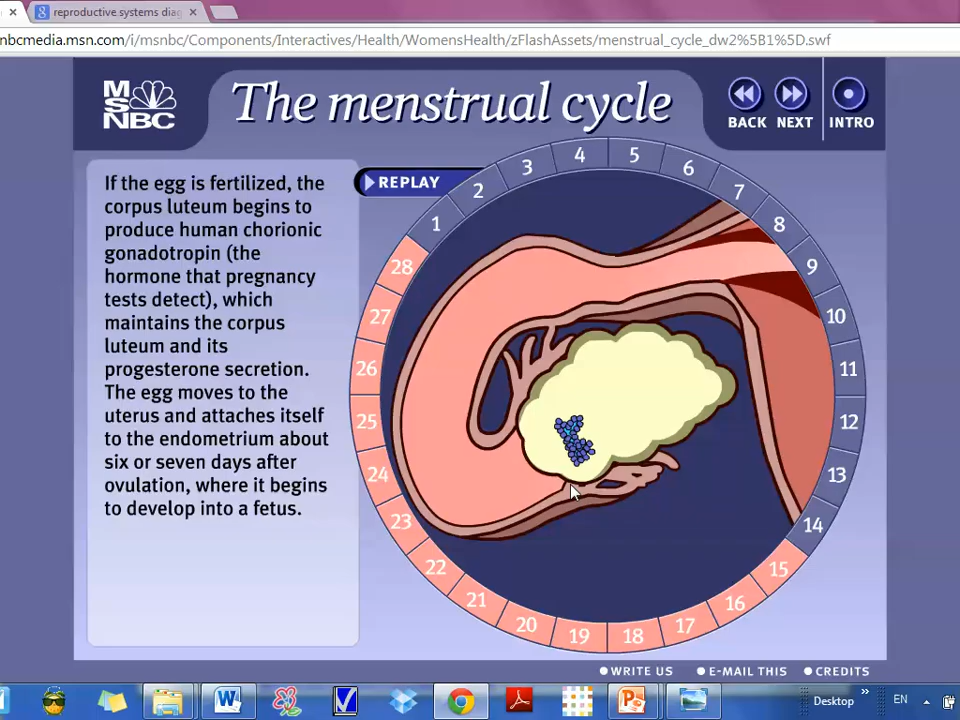 reproductive systems diag
nbcmedia.msn.com/i/msnbc/Components/Interactives/Health/WomensHealth/zFlashAssets/menstrual_cycle_dw2%5B1%5D.swf
MSNBC
The menstrual cycle
BACK
NEXT
INTRO
If the egg is fertilized, the
corpus luteum begins to
produce human chorionic
gonadotropin (the
hormone that pregnancy
tests detect), which
maintains the corpus
luteum and its
progesterone secretion.
The egg moves to the
uterus and attaches itself
to the endometrium about
six or seven days after
ovulation, where it begins
to develop into a fetus.
REPLAY
1
2
3
4
5
6
7
8
9
10
11
12
13
14
15
16
17
18
19
20
21
22
23
24
25
26
27
28
WRITE US
E-MAIL THIS
CREDITS
Desktop
EN